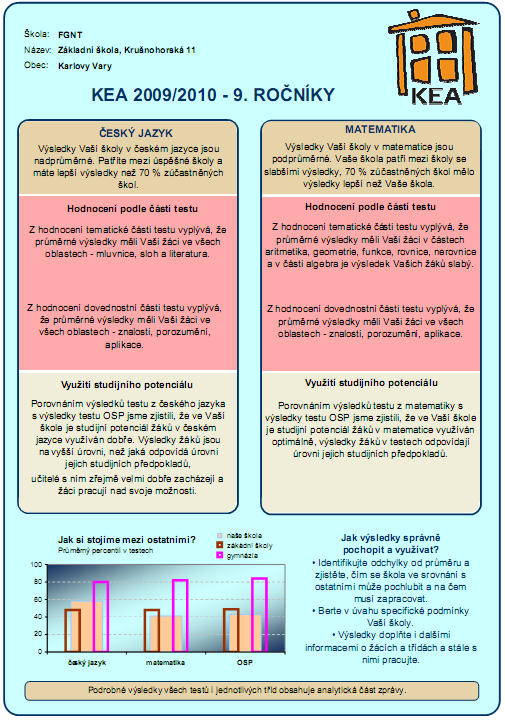 Škola: FGNT
Název: Základní škola, Krušnohorská 11
Obec: Karlovy Vary
KEA
KEA 2009/2010 - 9. ROČNÍKY
ČESKÝ JAZYK
Výsledky Vaší školy v českém jazyce jsou
nadprůměrné. Patříte mezi úspěšné školy a
máte lepší výsledky než 70 % zúčastněných
škol.
Hodnocení podle částí testu
Z hodnocení tematické části testu vyplývá, že
průměrné výsledky měli Vaši žáci ve všech
oblastech - mluvnice, sloh a literatura.
Z hodnocení dovednostní části testu vyplývá,
že průměrné výsledky měli Vaši žáci ve
všech oblastech - znalosti, porozumění,
aplikace.
Využití studijního potenciálu
Porovnáním výsledků testu z českého jazyka
s výsledky testu OSP jsme zjistili, že ve Vaší
škole je studijní potenciál žáků v českém
jazyce využíván dobře. Výsledky žáků jsou
na vyšší úrovni, než jaká odpovídá úrovni
jejich studijních předpokladů,
učitelé s ním zřejmě velmi dobře zacházejí a
žáci pracují nad svoje možnosti.
MATEMATIKA
Výsledky Vaší školy v matematice jsou
podprůměrné. Vaše škola patří mezi školy se
slabšími výsledky, 70 % zúčastněných škol mělo
výsledky lepší než Vaše škola.
Hodnocení podle částí testu
Z hodnocení tematické části testu vyplývá, že
průměrné výsledky měli Vaši žáci v částech
aritmetika, geometrie, funkce, rovnice, nerovnice
a v části algebra je výsledek Vašich žáků slabý.
Z hodnocení dovednostní části testu vyplývá, že
průměrné výsledky měli Vaši žáci ve všech
oblastech - znalosti, porozumění, aplikace.
Využití studijního potenciálu
Porovnáním výsledků testu z matematiky s
výsledky testu OSP jsme zjistili, že ve Vaší škole
je studijní potenciál žáků v matematice využíván
optimálně, výsledky žáků v testech odpovídají
úrovni jejich studijních předpokladů.
Jak si stojíme mezi ostatními?
Průměrný percentil v testech
naše škola
základní školy
gymnázia
100
80
60
40
20
0
český jazyk
matematika
OSP
Jak výsledky správně
pochopit a využívat?
• Identifikujte odchylky od průměru a
zjistěte, čím se škola ve srovnání s
ostatními může pochlubit a na čem
musí zapracovat.
• Berte v úvahu specifické podmínky
Vaší školy.
• Výsledky doplňte i dalšími
informacemi o žácích a třídách a stále s
nimi pracujte.
Podrobné výsledky všech testů i jednotlivých tříd obsahuje analytická část zprávy.